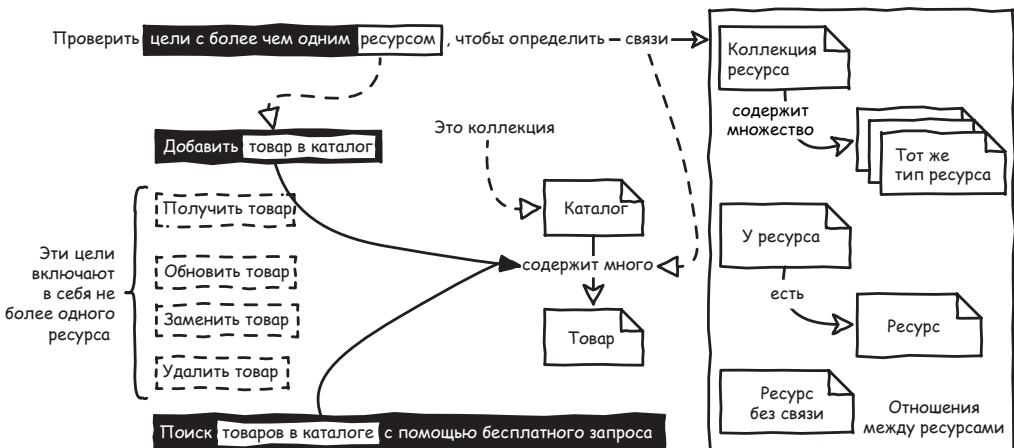 Проверить цели с более чем одним ресурсом , чтобы определить – связи
Добавить товар в каталог
Получить товар
Обновить товар
Заменить товар
Удалить товар
Эти цели
включают
в себя не
более одного
ресурса
Поиск товаров в каталоге с помощью бесплатного запроса
Это коллекция
Каталог
содержит много
Товар
Коллекция
ресурса
содержит
множество
Тот же
тип ресурса
У ресурса
есть
Ресурс
Ресурс
без связи
Отношения
между ресурсами